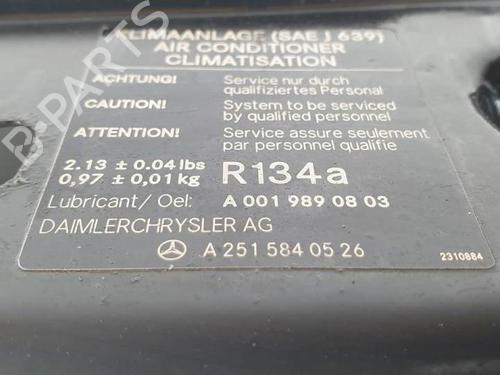 KLIMAANLAGE (SAE J 639)
AIR CONDITIONER
CLIMATISATION
ACHTUNG! Service nur durch
qualifiziertes Personal
CAUTION! System to be serviced
by qualified personnel
ATTENTION! Service assure seulement
par personnel qualifie
2.13 ± 0.04 lbs
0,97 ± 0,01 kg R134a
Lubricant/ Oel: A 001 989 08 03
DAIMLERCHRYSLER AG
A 251 584 05 26 2310884